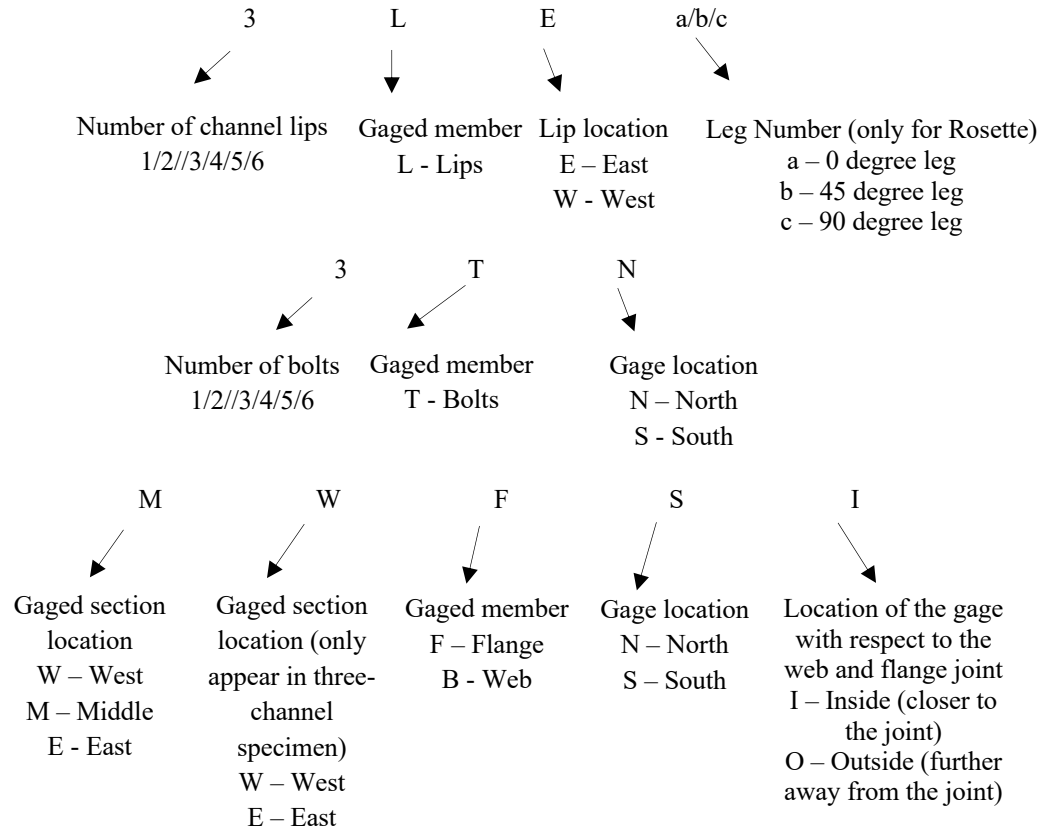 3 L E a/b/c
Number of channel lips
1/2//3/4/5/6
Gaged member
L - Lips
Lip location
E – East
W - West
Leg Number (only for Rosette)
a – 0 degree leg
b – 45 degree leg
c – 90 degree leg
3 T N
Number of bolts
1/2//3/4/5/6
Gaged member
T - Bolts
Gage location
N – North
S - South
M W F S I
Gaged section
location
W – West
M – Middle
E - East
Gaged section
location (only
appear in three-
channel
specimen)
W – West
E – East
Gaged member
F – Flange
B - Web
Gage location
N – North
S – South
Location of the gage
with respect to the
web and flange joint
I – Inside (closer to
the joint)
O – Outside (further
away from the joint)